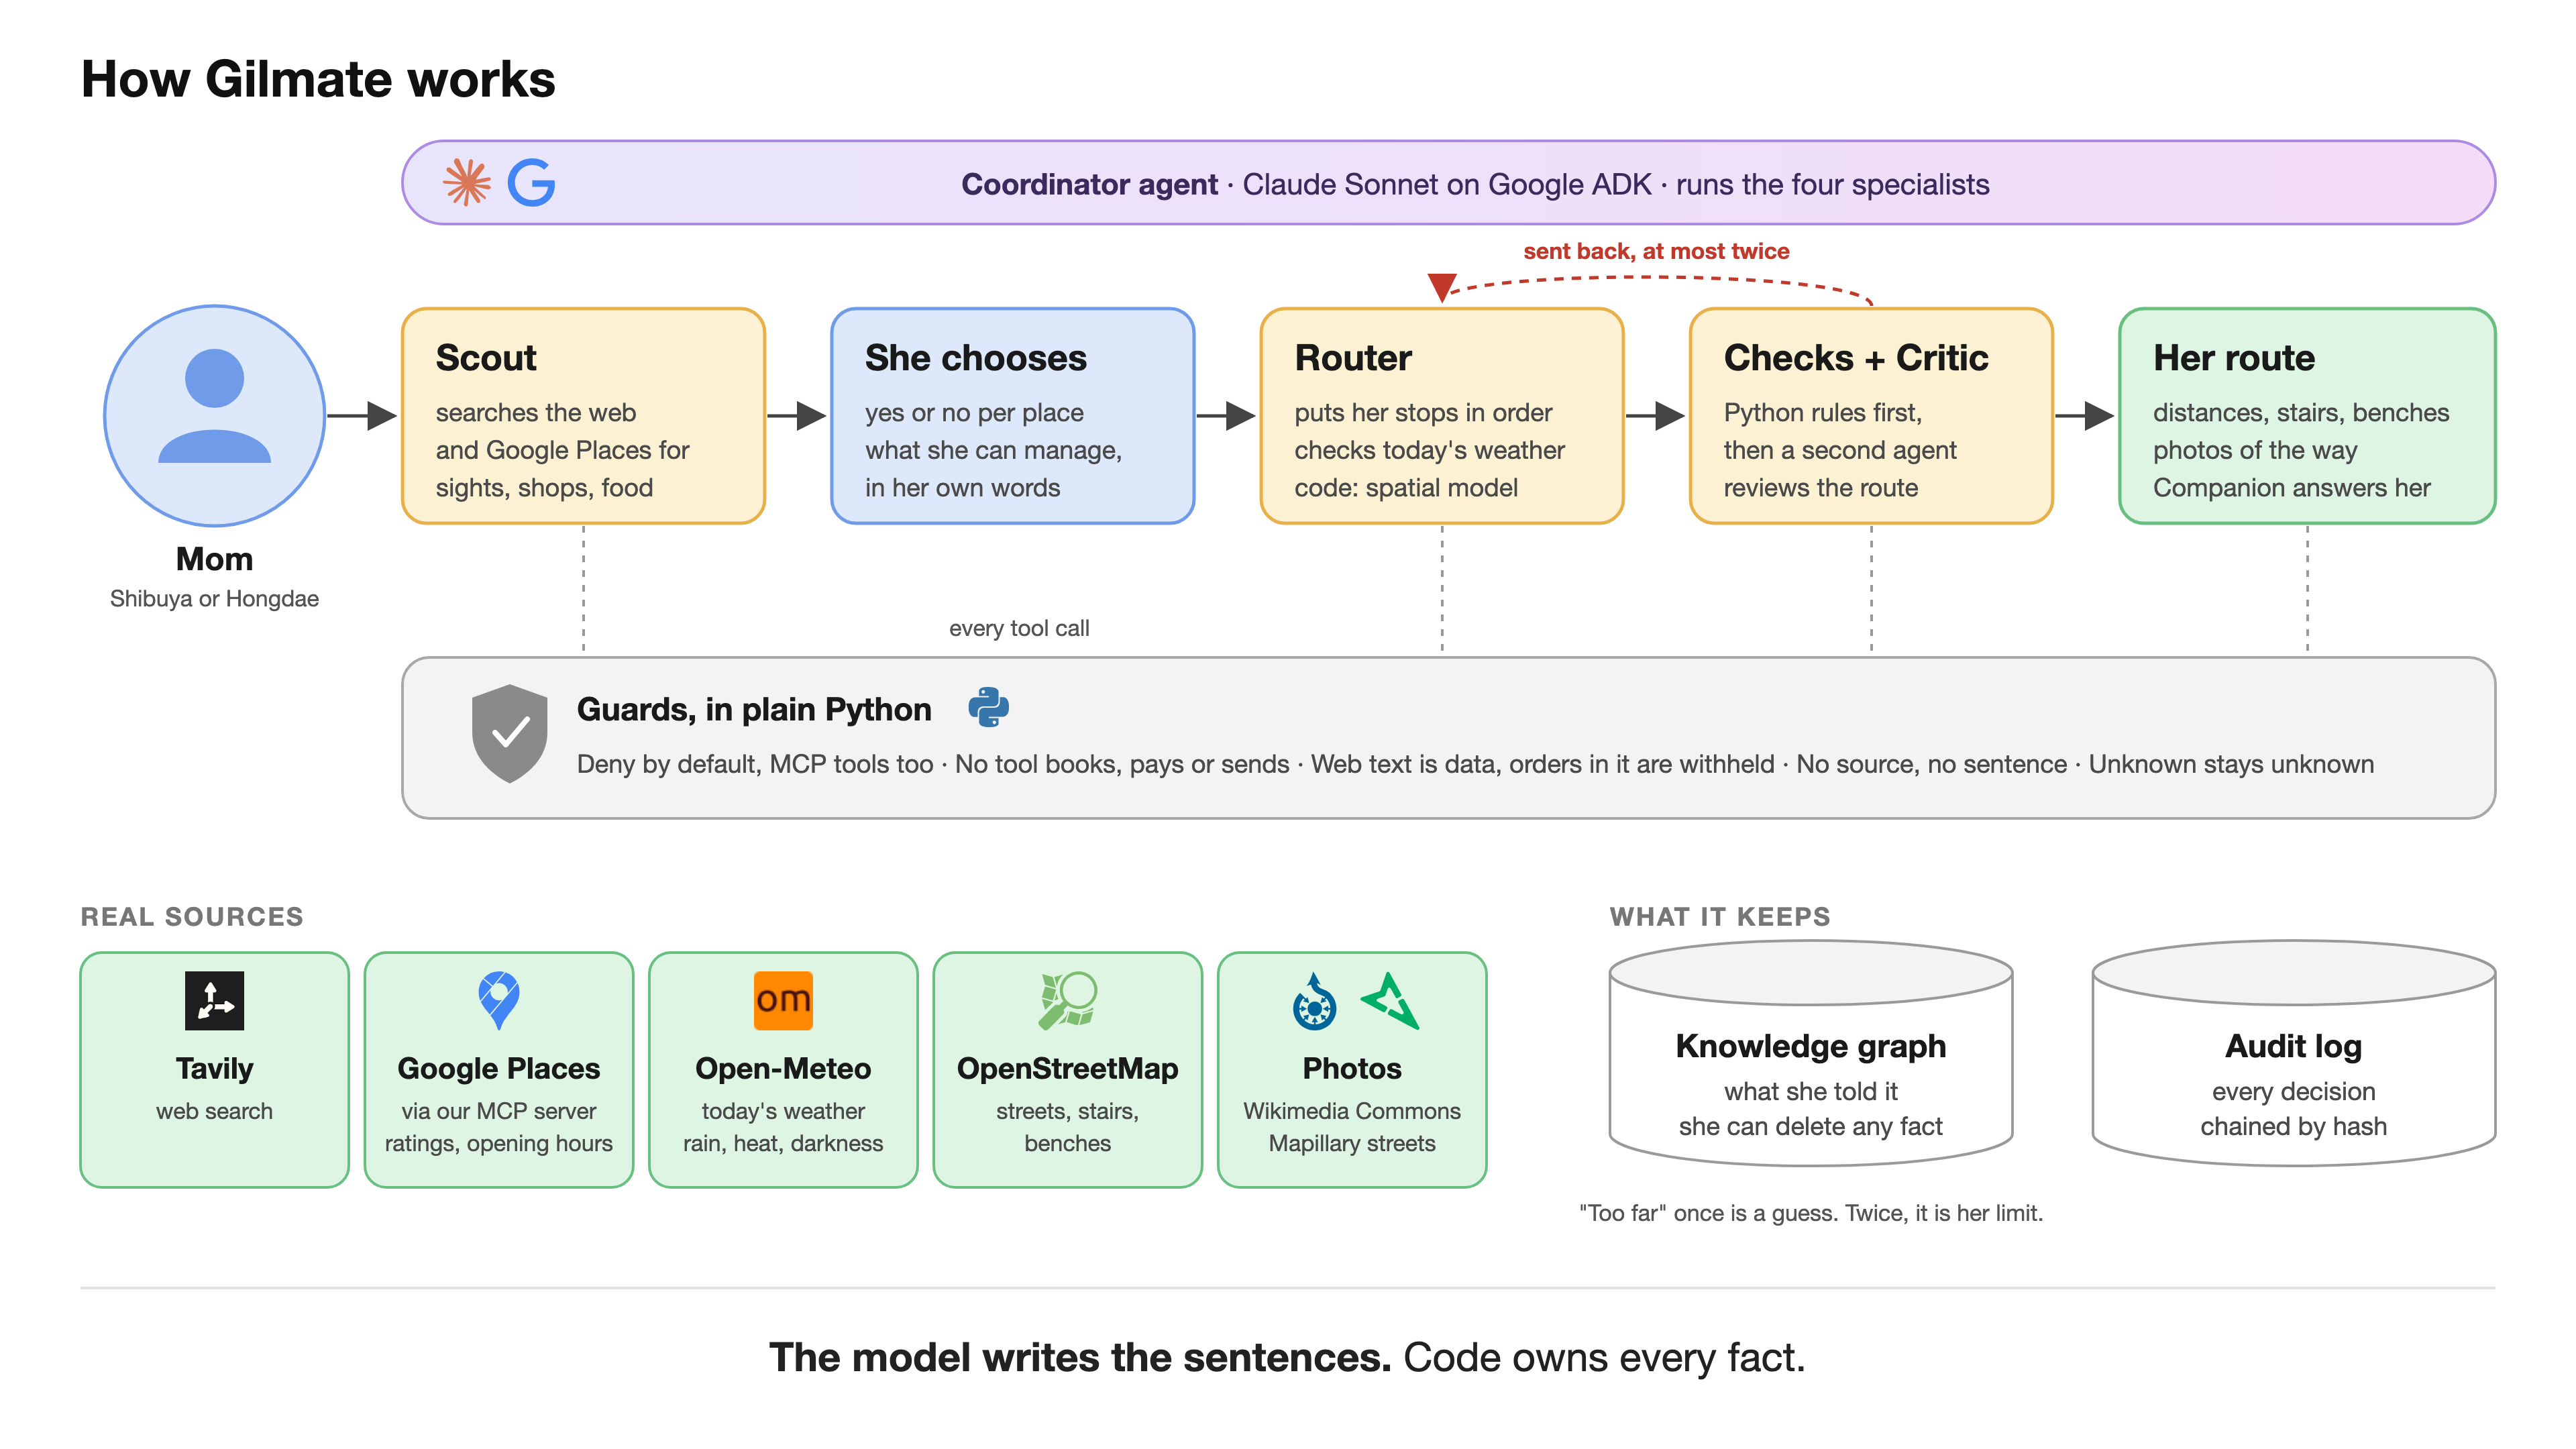 How Gilmate works
Coordinator agent · Claude Sonnet on Google ADK · runs the four specialists
sent back, at most twice
Mom
Shibuya or Hongdae
Scout
searches the web
and Google Places for
sights, shops, food
She chooses
yes or no per place
what she can manage,
in her own words
Router
puts her stops in order
checks today's weather
code: spatial model
Checks + Critic
Python rules first,
then a second agent
reviews the route
Her route
distances, stairs, benches
photos of the way
Companion answers her
every tool call
Guards, in plain Python
Deny by default, MCP tools too · No tool books, pays or sends · Web text is data, orders in it are withheld · No source, no sentence · Unknown stays unknown
REAL SOURCES
Tavily
web search
Google Places
via our MCP server
ratings, opening hours
om
Open-Meteo
today's weather
rain, heat, darkness
OpenStreetMap
streets, stairs,
benches
Photos
Wikimedia Commons
Mapillary streets
WHAT IT KEEPS
Knowledge graph
what she told it
she can delete any fact
Audit log
every decision
chained by hash
"Too far" once is a guess. Twice, it is her limit.
The model writes the sentences. Code owns every fact.